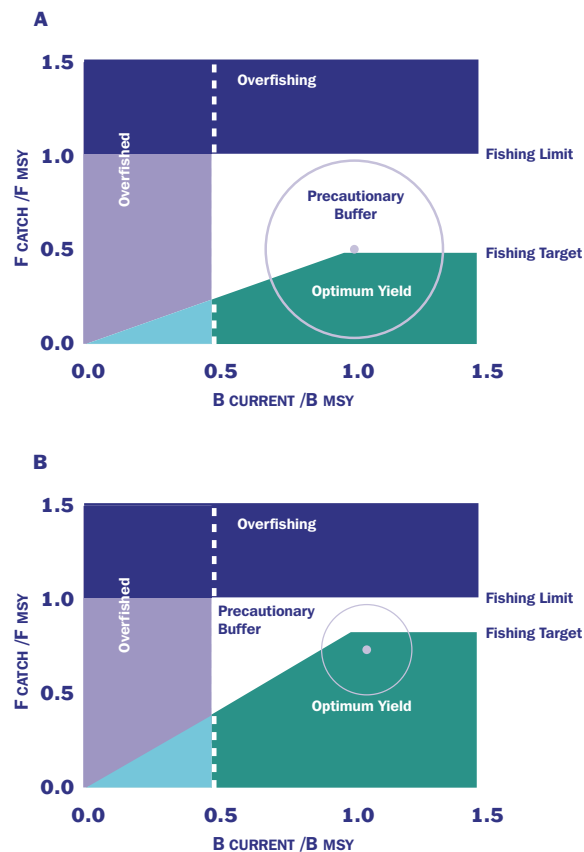 A
F CATCH /F MSY
1.5
1.0
0.5
0.0
Overfishing
Overfished
Fishing Limit
Precautionary
Buffer
Fishing Target
Optimum Yield
0.0 0.5 1.0 1.5
B CURRENT /B MSY
B
F CATCH /F MSY
1.5
1.0
0.5
0.0
Overfishing
Overfished
Fishing Limit
Precautionary
Buffer
Fishing Target
Optimum Yield
0.0 0.5 1.0 1.5
B CURRENT /B MSY